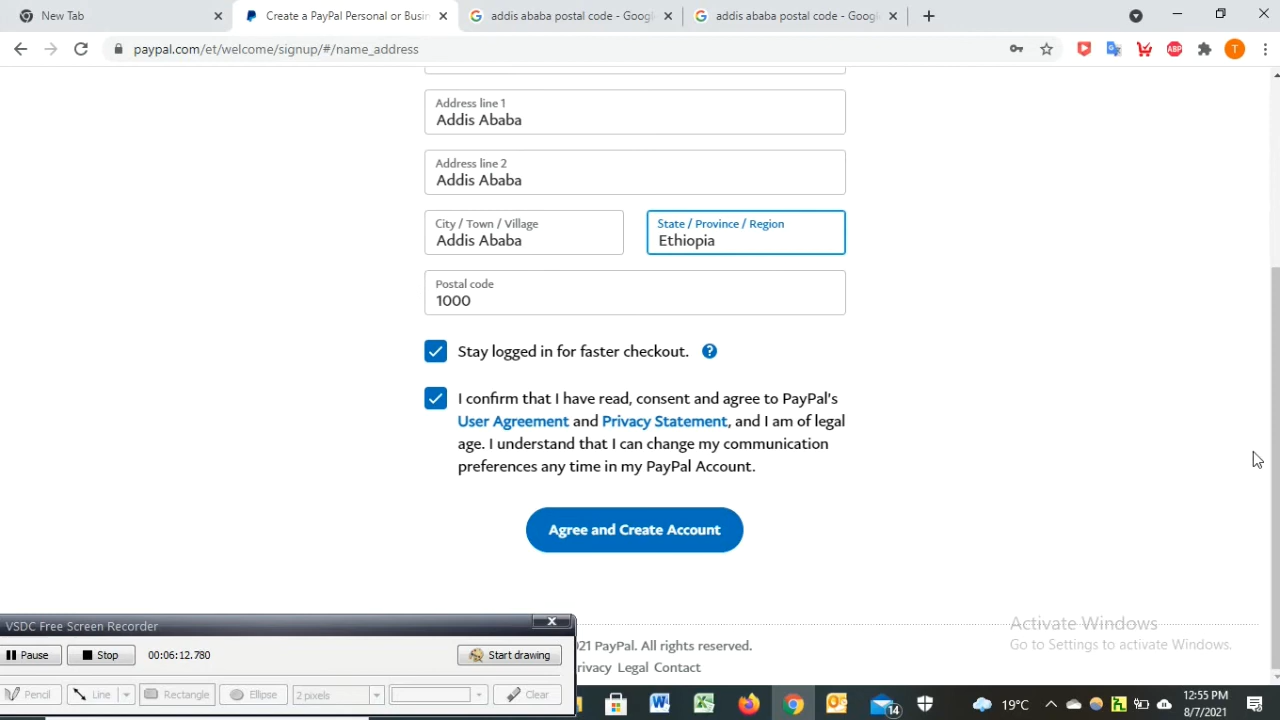 New Tab
Create a PayPal Personal or Busin
addis ababa postal code - Googl
addis ababa postal code - Googl
paypal.com/et/welcome/signup/#/name_address
ABP
T
Address line 1
Addis Ababa
Address line 2
Addis Ababa
City / Town / Village
Addis Ababa
State / Province / Region
Ethiopia
Postal code
1000
Stay logged in for faster checkout. ?
I confirm that I have read, consent and agree to PayPal's
User Agreement and Privacy Statement, and I am of legal
age. I understand that I can change my communication
preferences any time in my PayPal Account.
Agree and Create Account
Activate Windows
Go to Settings to activate Windows.
21 PayPal. All rights reserved.
rivacy Legal Contact
VSDC Free Screen Recorder
Pause
Stop
00:06:12.780
Start drawing
Pencil
Line
Rectangle
Ellipse
2 pixels
Clear
14
19°C
12:55 PM
8/7/2021